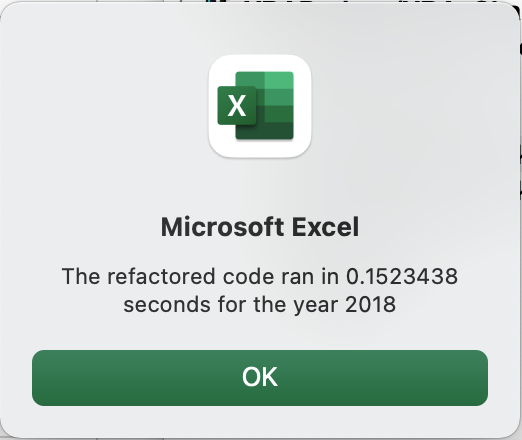 X
Microsoft Excel
The refactored code ran in 0.1523438
seconds for the year 2018
OK